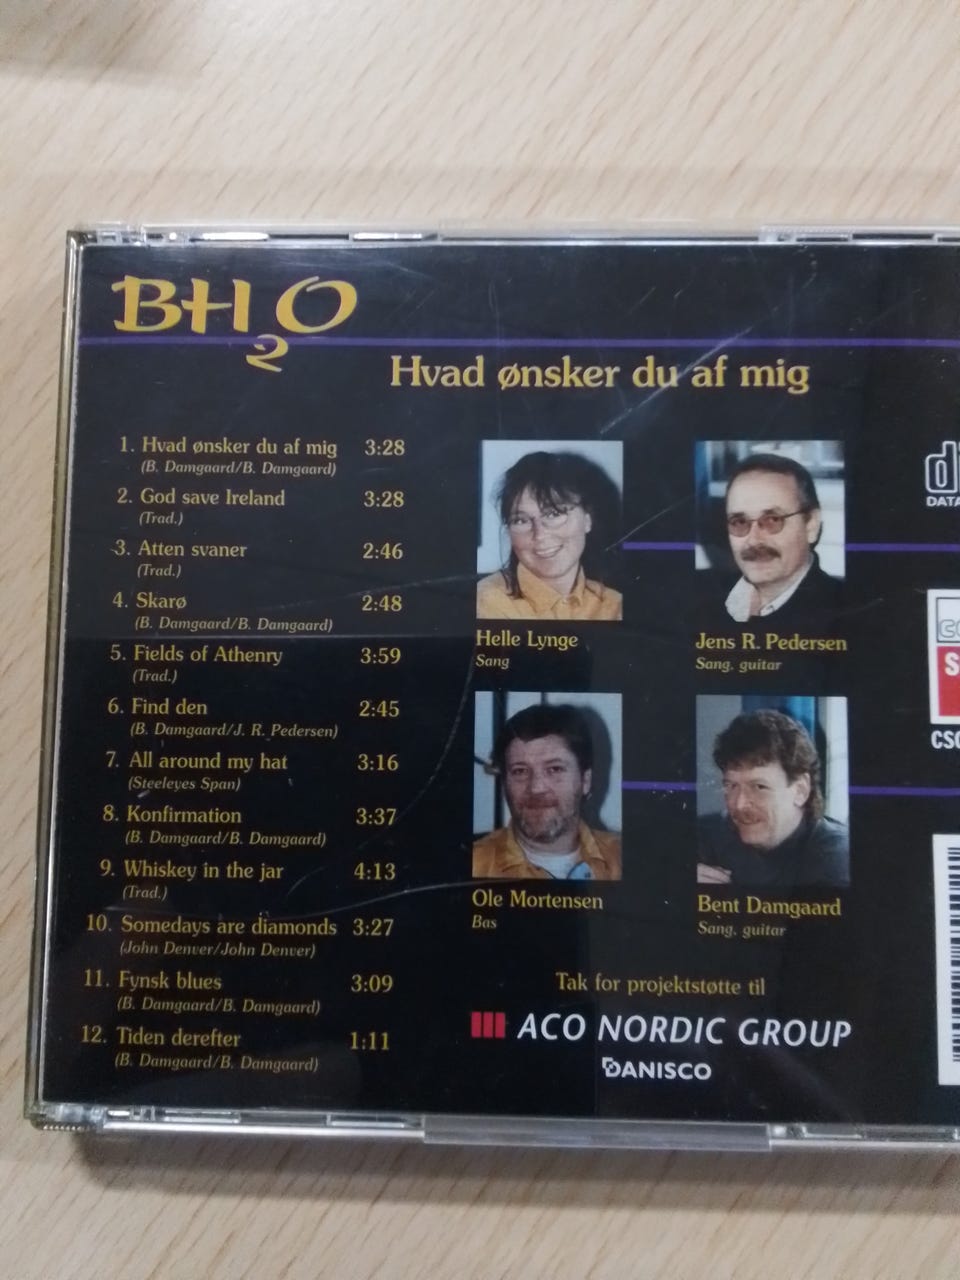 BH2O
Hvad ønsker du af mig
1. Hvad ønsker du af mig 3:28
(B. Damgaard/B. Damgaard)
2. God save Ireland 3:28
(Trad.)
3. Atten svaner 2:46
(Trad.)
4. Skarø 2:48
(B. Damgaard/B. Damgaard)
5. Fields of Athenry 3:59
(Trad.)
6. Find den 2:45
(B. Damgaard/J. R. Pedersen)
7. All around my hat 3:16
(Steeleyes Span)
8. Konfirmation 3:37
(B. Damgaard/B. Damgaard)
9. Whiskey in the jar 4:13
(Trad.)
10. Somedays are diamonds 3:27
(John Denver/John Denver)
11. Fynsk blues 3:09
(B. Damgaard/B. Damgaard)
12. Tiden derefter 1:11
(B. Damgaard/B. Damgaard)
Helle Lynge
Sang
Jens R. Pedersen
Sang, guitar
Ole Mortensen
Bas
Bent Damgaard
Sang, guitar
Tak for projektstøtte til
ACO NORDIC GROUP
DANISCO
DATA